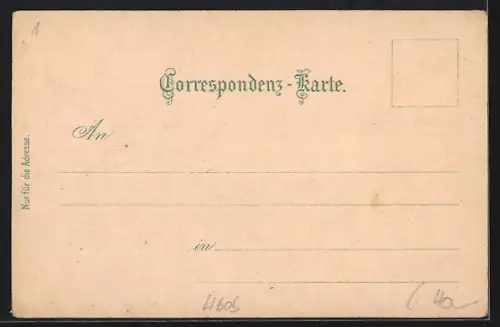 Correspondenz-Karte.
An
Nur für die Adresse.
in